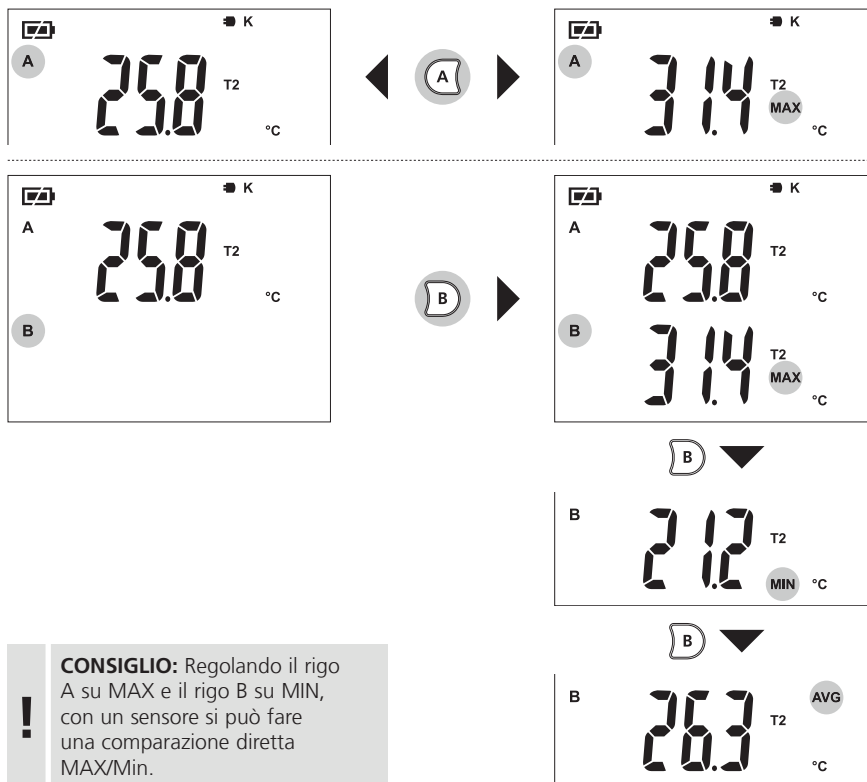 K
A
25.8
T2
°C
A
K
A
31.4
T2
MAX
°C
K
A
25.8
T2
°C
B
B
K
A
25.8
T2
°C
B
31.4
T2
MAX
°C
B
B
21.2
T2
MIN
°C
B
B
26.3
AVG
T2
°C
!
CONSIGLIO: Regolando il rigo
A su MAX e il rigo B su MIN,
con un sensore si può fare
una comparazione diretta
MAX/Min.